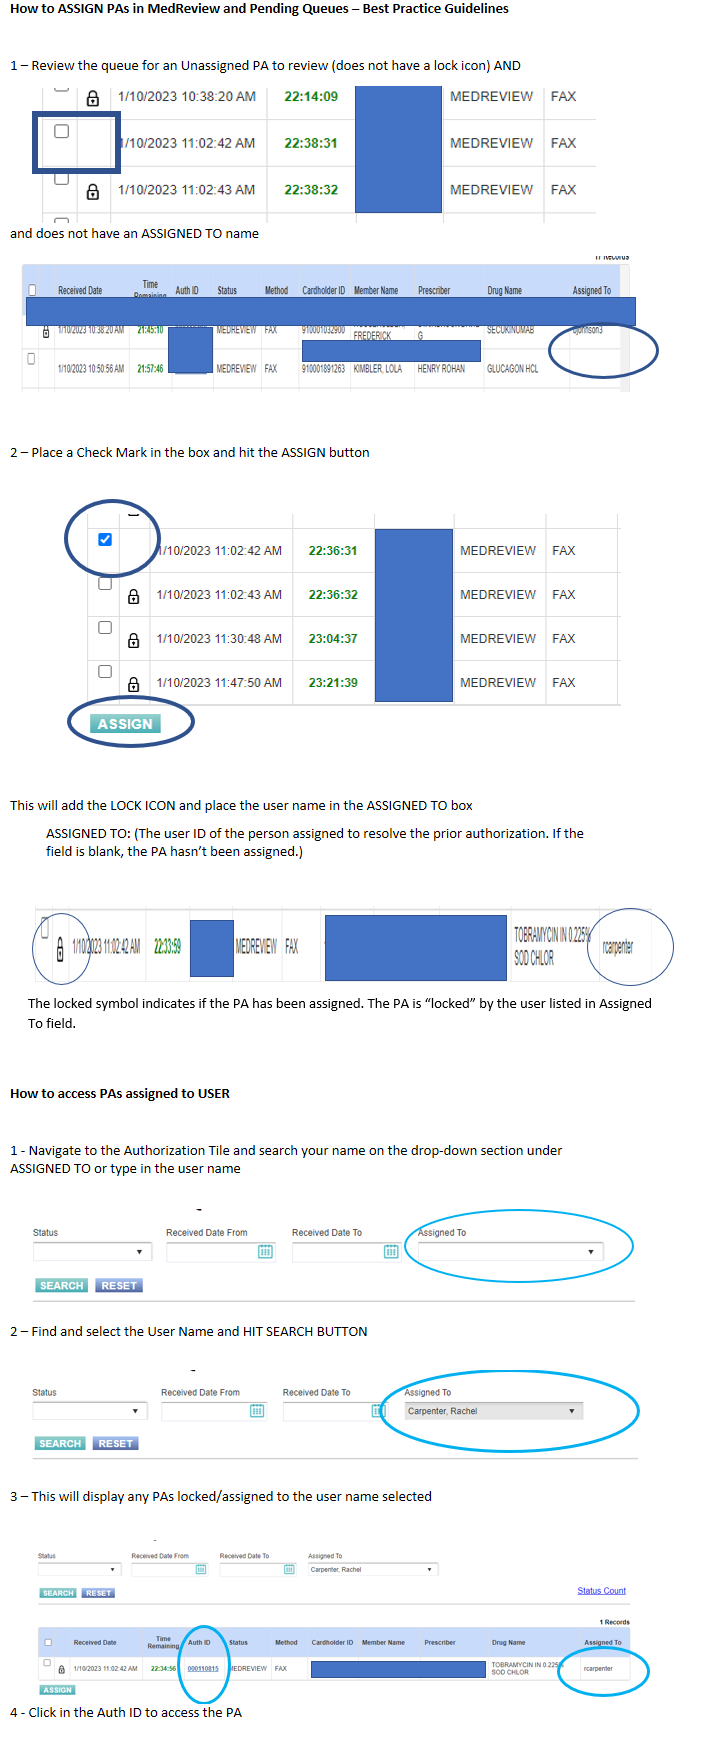 How to ASSIGN PAs in MedReview and Pending Queues – Best Practice Guidelines
1 – Review the queue for an Unassigned PA to review (does not have a lock icon) AND
1/10/2023 10:38:20 AM 22:14:09 MEDREVIEW FAX
1/10/2023 11:02:42 AM 22:38:31 MEDREVIEW FAX
1/10/2023 11:02:43 AM 22:38:32 MEDREVIEW FAX
and does not have an ASSIGNED TO name
17 Records
Received Date Time Remaining Auth ID Status Method Cardholder ID Member Name Prescriber Drug Name Assigned To
1/10/2023 10:38:20 AM 21:45:10 MEDREVIEW FAX 910001032900 FREDERICK G SECUKINUMAB bjohnson3
1/10/2023 10:50:56 AM 21:57:46 MEDREVIEW FAX 910001891263 KIMBLER, LOLA HENRY ROHAN GLUCAGON HCL
2 – Place a Check Mark in the box and hit the ASSIGN button
1/10/2023 11:02:42 AM 22:36:31 MEDREVIEW FAX
1/10/2023 11:02:43 AM 22:36:32 MEDREVIEW FAX
1/10/2023 11:30:48 AM 23:04:37 MEDREVIEW FAX
1/10/2023 11:47:50 AM 23:21:39 MEDREVIEW FAX
ASSIGN
This will add the LOCK ICON and place the user name in the ASSIGNED TO box
ASSIGNED TO: (The user ID of the person assigned to resolve the prior authorization. If the
field is blank, the PA hasn't been assigned.)
1/10/2023 11:02:42 AM 22:33:59 MEDREVIEW FAX TOBRAMYCIN IN 0.225% rcarpenter
SOD CHLOR
The locked symbol indicates if the PA has been assigned. The PA is “locked” by the user listed in Assigned
To field.
How to access PAs assigned to USER
1 - Navigate to the Authorization Tile and search your name on the drop-down section under
ASSIGNED TO or type in the user name
Status Received Date From Received Date To Assigned To
SEARCH RESET
2 – Find and select the User Name and HIT SEARCH BUTTON
Status Received Date From Received Date To Assigned To
Carpenter, Rachel
SEARCH RESET
3 – This will display any PAs locked/assigned to the user name selected
Status Received Date From Received Date To Assigned To
Carpenter, Rachel
SEARCH RESET Status Count
1 Records
Received Date Time Remaining Auth ID Status Method Cardholder ID Member Name Prescriber Drug Name Assigned To
1/10/2023 11:02:42 AM 22:34:56 000110815 MEDREVIEW FAX TOBRAMYCIN IN 0.225% rcarpenter
SOD CHLOR
ASSIGN
4 - Click in the Auth ID to access the PA